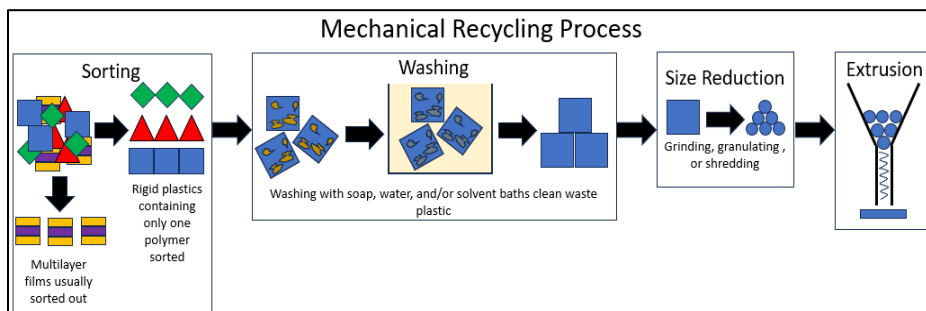 Mechanical Recycling Process
Sorting
Rigid plastics
containing
only one
polymer
sorted
Multilayer
films usually
sorted out
Washing
Washing with soap, water, and/or solvent baths clean waste
plastic
Size Reduction
Grinding, granulating ,
or shredding
Extrusion